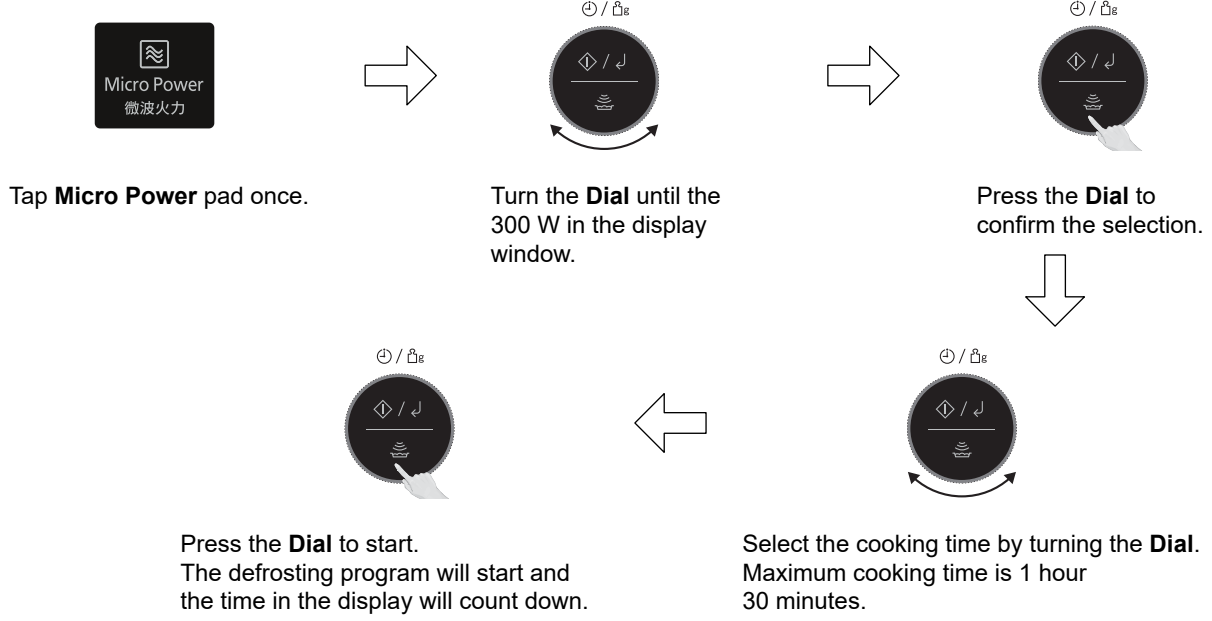 Micro Power
微波火力
Tap Micro Power pad once.
/ g
Turn the Dial until the
300 W in the display
window.
/ g
Press the Dial to
confirm the selection.
/ g
Select the cooking time by turning the Dial.
Maximum cooking time is 1 hour
30 minutes.
/ g
Press the Dial to start.
The defrosting program will start and
the time in the display will count down.